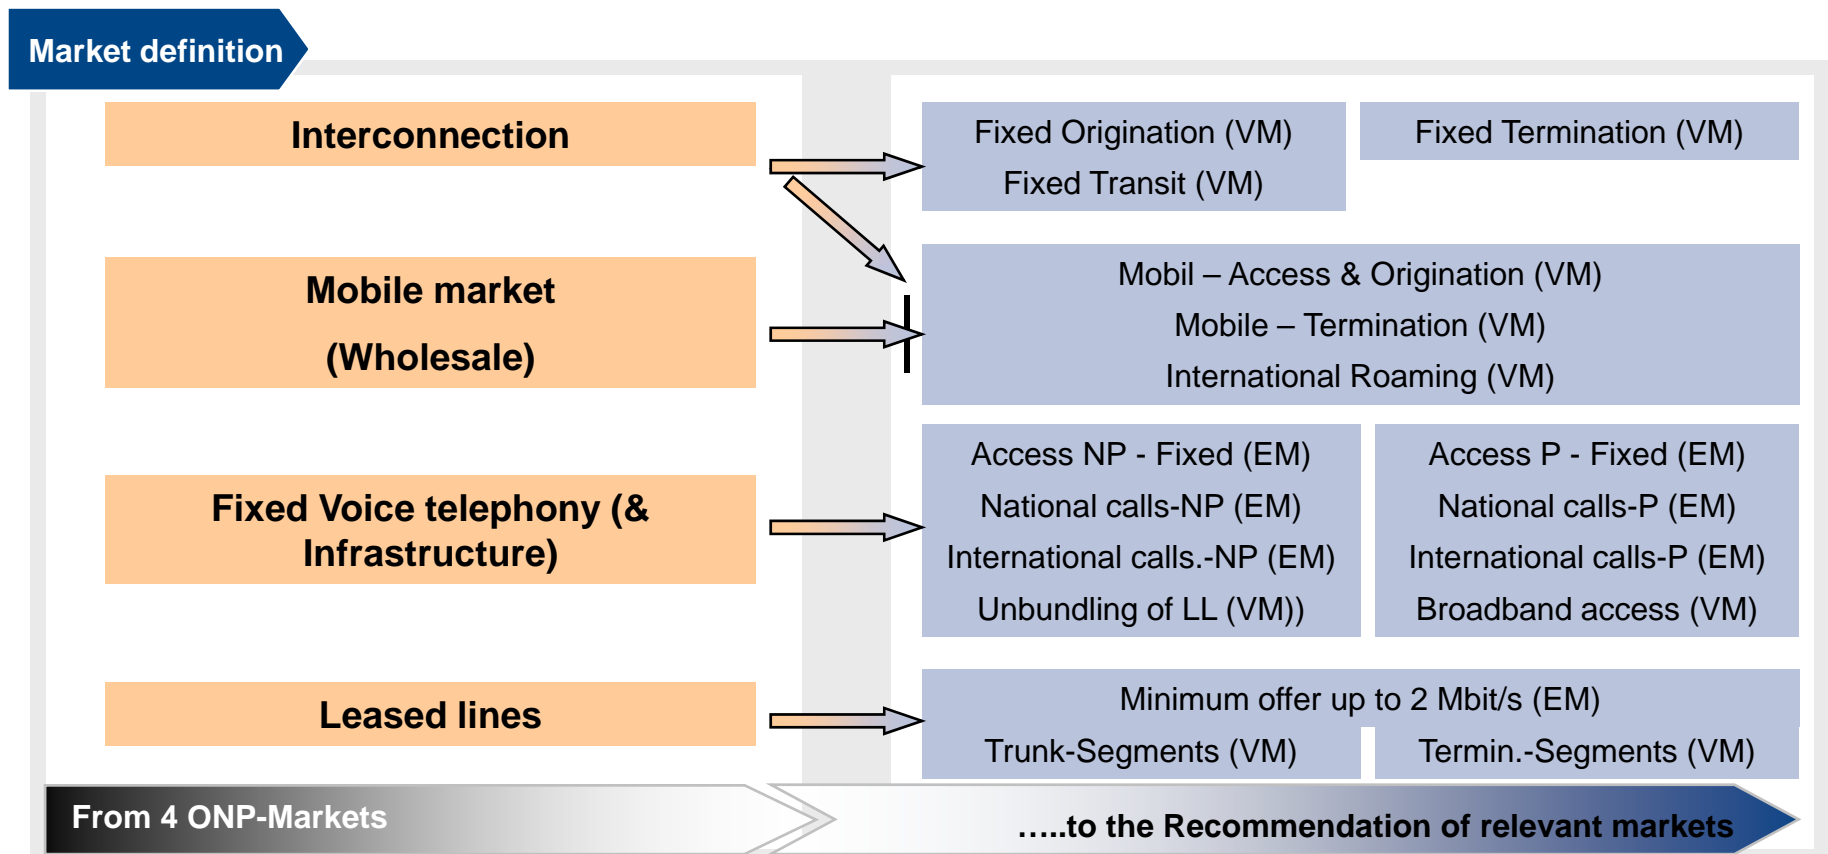 Market definition
Interconnection
Fixed Origination (VM)
Fixed Transit (VM)
Fixed Termination (VM)
Mobile market
(Wholesale)
Mobil – Access & Origination (VM)
Mobile – Termination (VM)
International Roaming (VM)
Fixed Voice telephony (&
Infrastructure)
Access NP - Fixed (EM)
National calls-NP (EM)
International calls.-NP (EM)
Unbundling of LL (VM))
Access P - Fixed (EM)
National calls-P (EM)
International calls-P (EM)
Broadband access (VM)
Leased lines
Minimum offer up to 2 Mbit/s (EM)
Trunk-Segments (VM)
Termin.-Segments (VM)
From 4 ONP-Markets
…..to the Recommendation of relevant markets